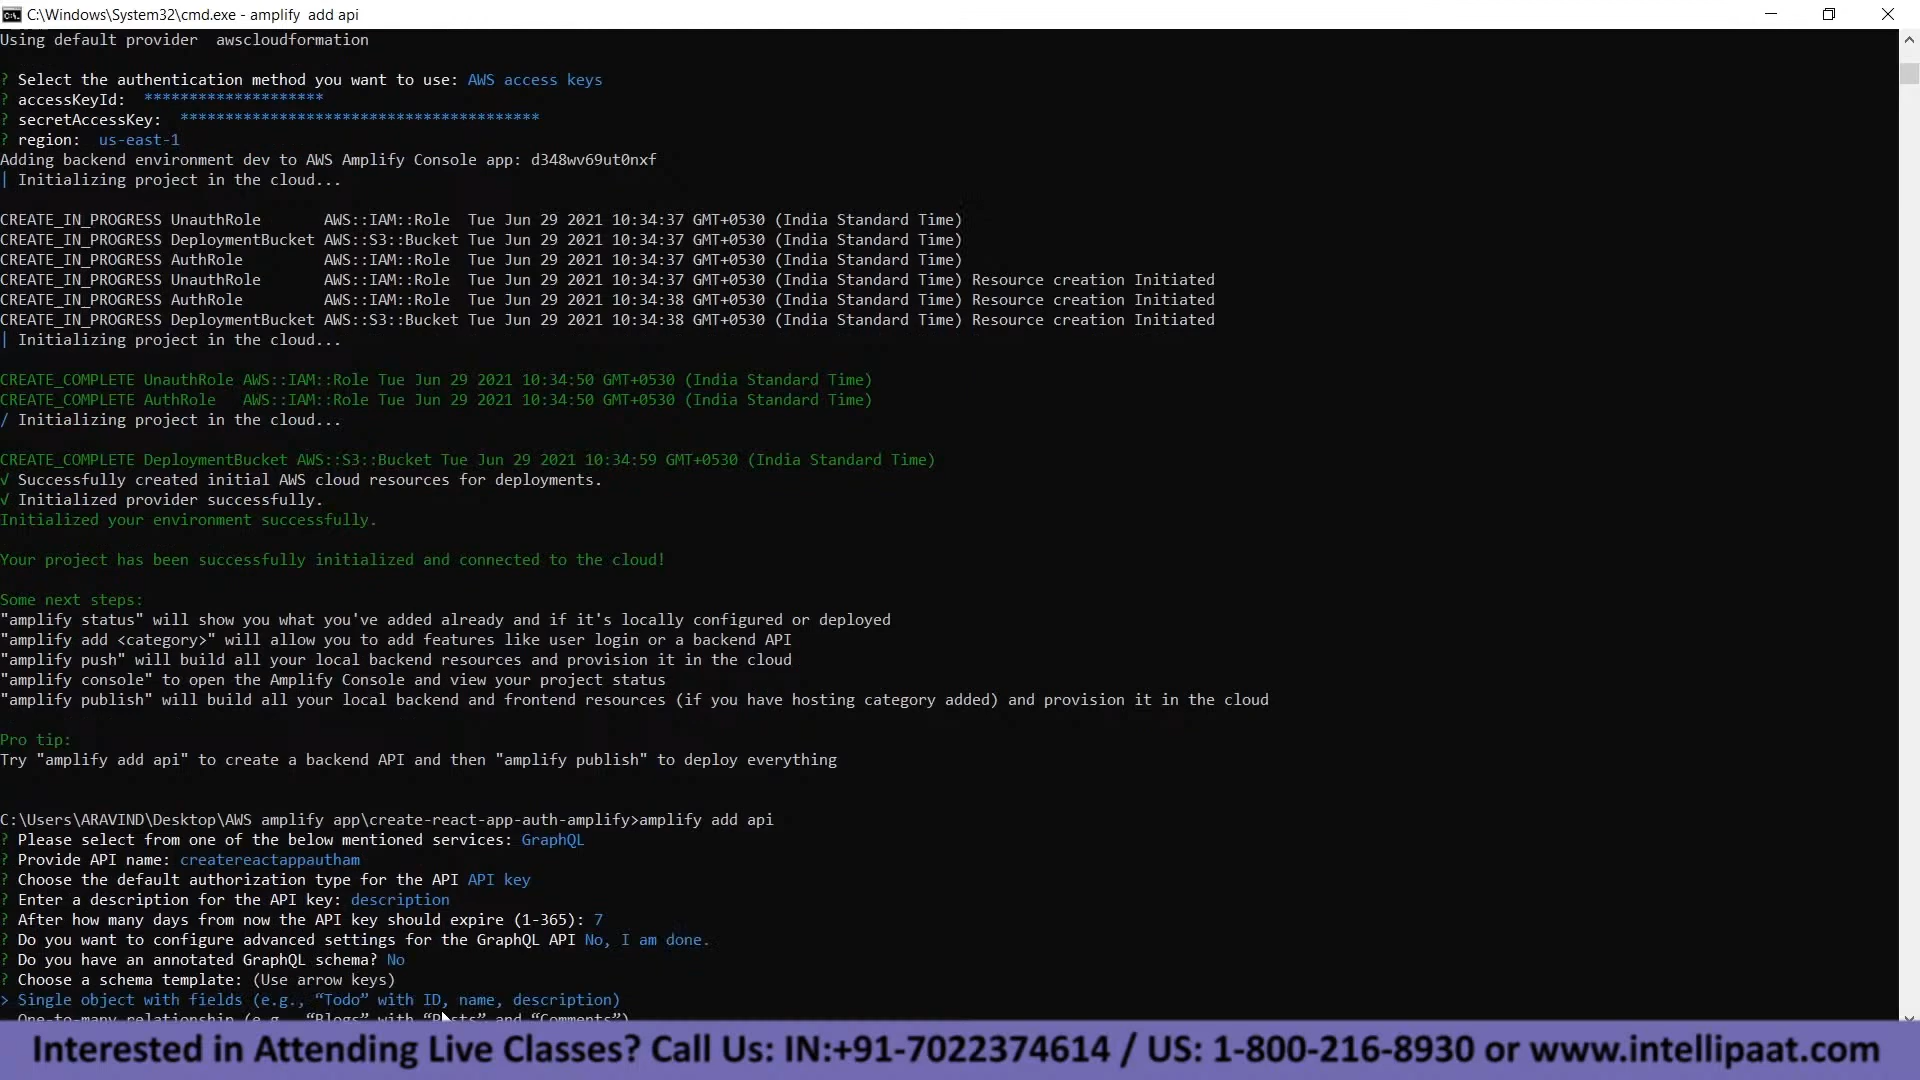 C:\Windows\System32\cmd.exe - amplify  add api
Using default provider  awscloudformation
? Select the authentication method you want to use: AWS access keys
? accessKeyId:  ********************
? secretAccessKey:  ****************************************
? region:  us-east-1
Adding backend environment dev to AWS Amplify Console app: d348wv69ut0nxf
| Initializing project in the cloud...
CREATE_IN_PROGRESS UnauthRole       AWS::IAM::Role  Tue Jun 29 2021 10:34:37 GMT+0530 (India Standard Time)
CREATE_IN_PROGRESS DeploymentBucket AWS::S3::Bucket Tue Jun 29 2021 10:34:37 GMT+0530 (India Standard Time)
CREATE_IN_PROGRESS AuthRole         AWS::IAM::Role  Tue Jun 29 2021 10:34:37 GMT+0530 (India Standard Time)
CREATE_IN_PROGRESS UnauthRole       AWS::IAM::Role  Tue Jun 29 2021 10:34:37 GMT+0530 (India Standard Time) Resource creation Initiated
CREATE_IN_PROGRESS AuthRole         AWS::IAM::Role  Tue Jun 29 2021 10:34:38 GMT+0530 (India Standard Time) Resource creation Initiated
CREATE_IN_PROGRESS DeploymentBucket AWS::S3::Bucket Tue Jun 29 2021 10:34:38 GMT+0530 (India Standard Time) Resource creation Initiated
| Initializing project in the cloud...
CREATE_COMPLETE UnauthRole AWS::IAM::Role Tue Jun 29 2021 10:34:50 GMT+0530 (India Standard Time)
CREATE_COMPLETE AuthRole   AWS::IAM::Role Tue Jun 29 2021 10:34:50 GMT+0530 (India Standard Time)
/ Initializing project in the cloud...
CREATE_COMPLETE DeploymentBucket AWS::S3::Bucket Tue Jun 29 2021 10:34:59 GMT+0530 (India Standard Time)
√ Successfully created initial AWS cloud resources for deployments.
√ Initialized provider successfully.
Initialized your environment successfully.
Your project has been successfully initialized and connected to the cloud!
Some next steps:
"amplify status" will show you what you've added already and if it's locally configured or deployed
"amplify add <category>" will allow you to add features like user login or a backend API
"amplify push" will build all your local backend resources and provision it in the cloud
"amplify console" to open the Amplify Console and view your project status
"amplify publish" will build all your local backend and frontend resources (if you have hosting category added) and provision it in the cloud
Pro tip:
Try "amplify add api" to create a backend API and then "amplify publish" to deploy everything
C:\Users\ARAVIND\Desktop\AWS amplify app\create-react-app-auth-amplify>amplify add api
? Please select from one of the below mentioned services: GraphQL
? Provide API name: createreactappautham
? Choose the default authorization type for the API API key
? Enter a description for the API key: description
? After how many days from now the API key should expire (1-365): 7
? Do you want to configure advanced settings for the GraphQL API No, I am done.
? Do you have an annotated GraphQL schema? No
? Choose a schema template: (Use arrow keys)
> Single object with fields (e.g., “Todo” with ID, name, description)
One-to-many relationship (e.g., “Blogs” with “Posts” and “Comments”)
Interested in Attending Live Classes? Call Us: IN:+91-7022374614 / US: 1-800-216-8930 or www.intellipaat.com